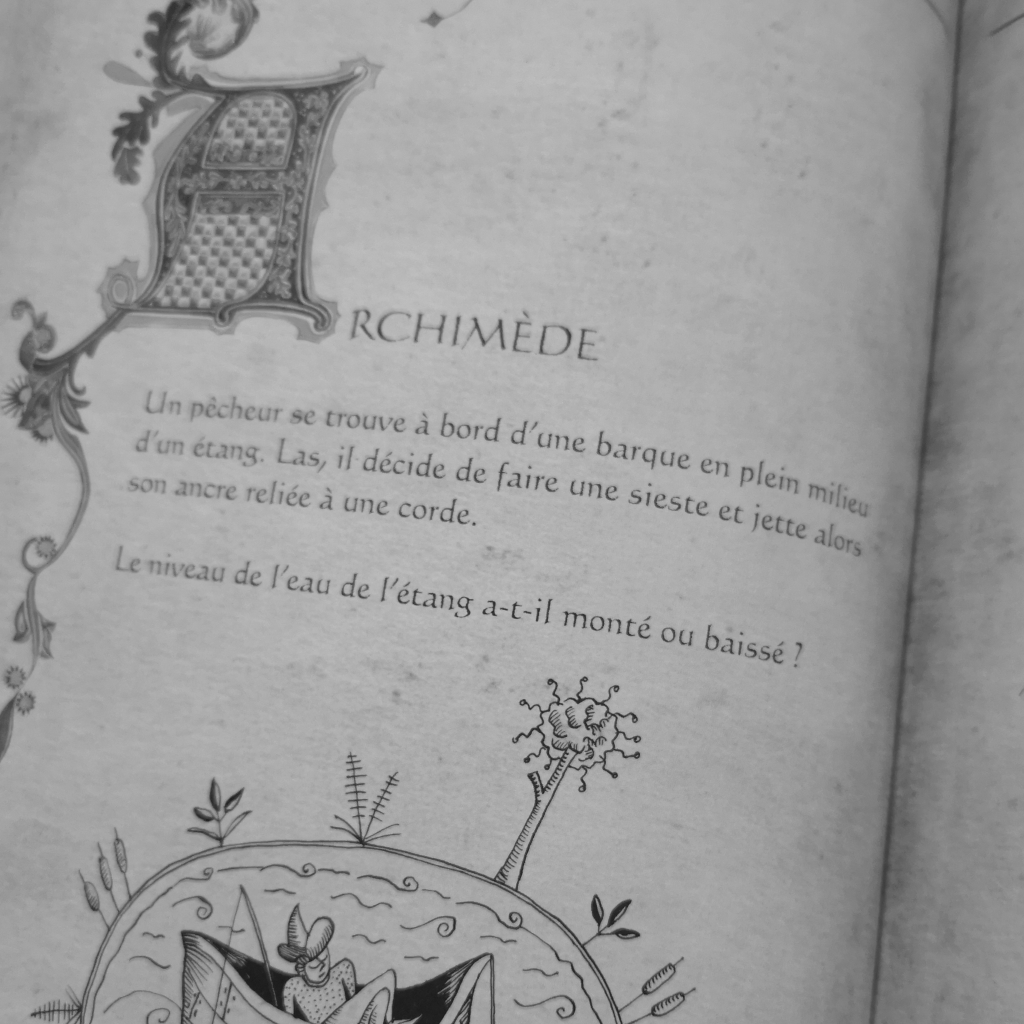 ARCHIMÈDE
Un pêcheur se trouve à bord d'une barque en plein milieu
d'un étang. Las, il décide de faire une sieste et jette alors
son ancre reliée à une corde.
Le niveau de l'eau de l'étang a-t-il monté ou baissé ?